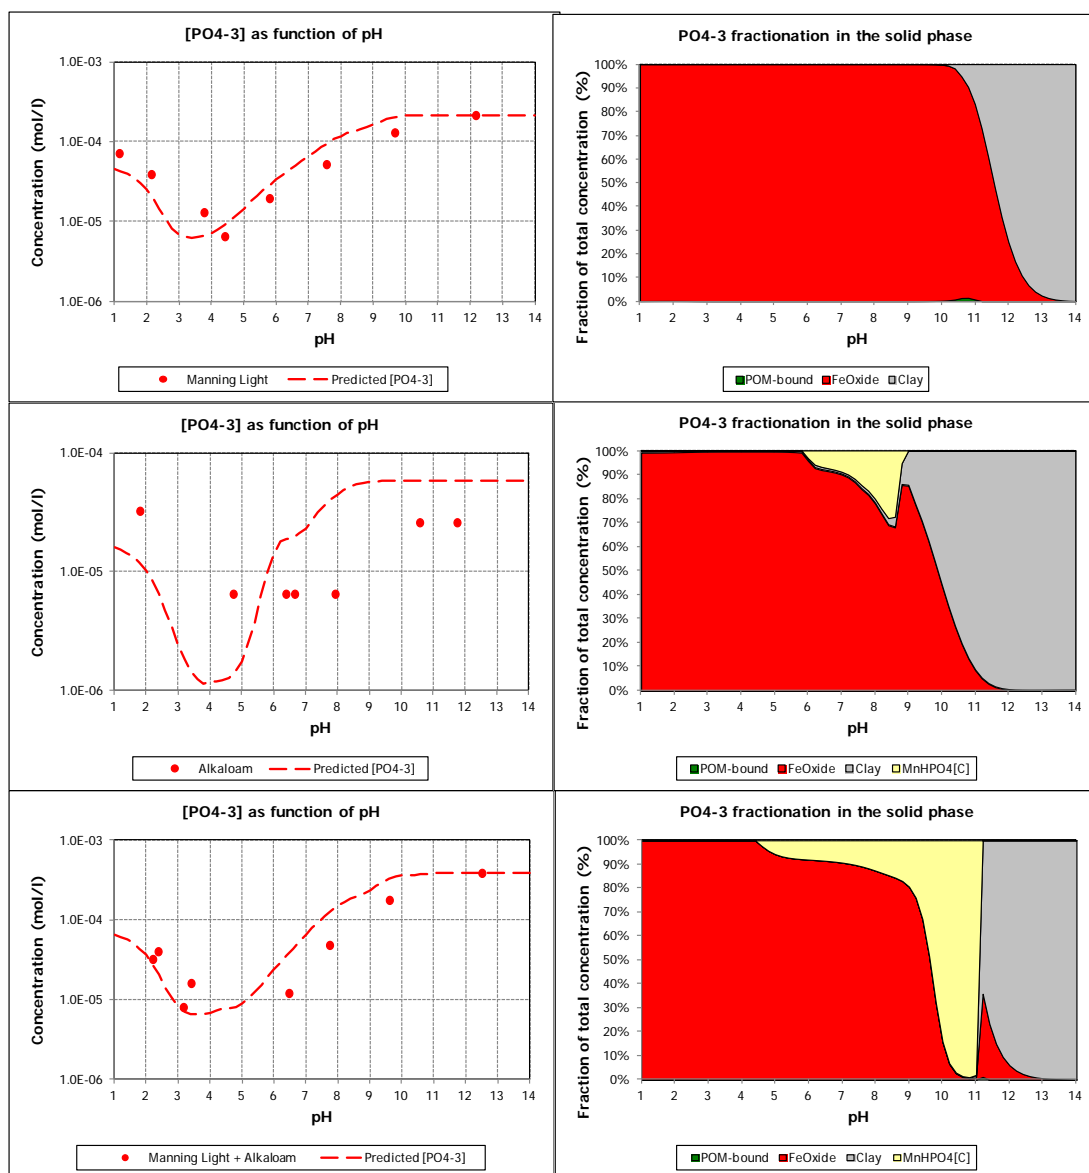 [PO4-3] as function of pH
Concentration (mol/l)
1.0E-03
1.0E-04
1.0E-05
1.0E-06
1 2 3 4 5 6 7 8 9 10 11 12 13 14
pH
Manning Light Predicted [PO4-3]
PO4-3 fractionation in the solid phase
Fraction of total concentration (%)
100%
90%
80%
70%
60%
50%
40%
30%
20%
10%
0%
1 2 3 4 5 6 7 8 9 10 11 12 13 14
pH
POM-bound FeOxide Clay
[PO4-3] as function of pH
Concentration (mol/l)
1.0E-04
1.0E-05
1.0E-06
1 2 3 4 5 6 7 8 9 10 11 12 13 14
pH
Alkaloam Predicted [PO4-3]
PO4-3 fractionation in the solid phase
Fraction of total concentration (%)
100%
90%
80%
70%
60%
50%
40%
30%
20%
10%
0%
1 2 3 4 5 6 7 8 9 10 11 12 13 14
pH
POM-bound FeOxide Clay MnHPO4[C]
[PO4-3] as function of pH
Concentration (mol/l)
1.0E-03
1.0E-04
1.0E-05
1.0E-06
1 2 3 4 5 6 7 8 9 10 11 12 13 14
pH
Manning Light + Alkaloam Predicted [PO4-3]
PO4-3 fractionation in the solid phase
Fraction of total concentration (%)
100%
90%
80%
70%
60%
50%
40%
30%
20%
10%
0%
1 2 3 4 5 6 7 8 9 10 11 12 13 14
pH
POM-bound FeOxide Clay MnHPO4[C]